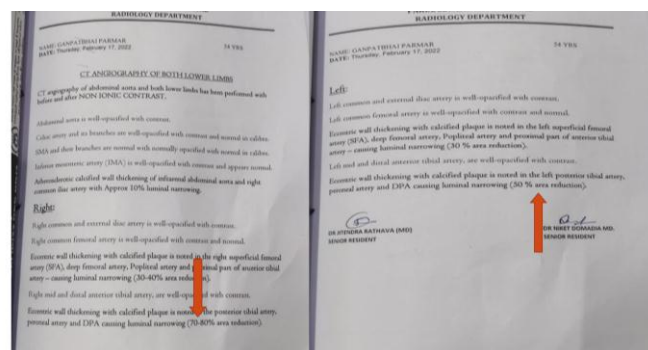 RADIOLOGY DEPARTMENT
NAME: GANPATBHAI PARMAR 54 YRS
DATE: Thursday, February 17, 2022
CT ANGIOGRAPHY OF BOTH LOWER LIMBS
CT angiography of abdominal aorta and both lower limbs has been performed with
before and after NON IONIC CONTRAST.
Abdominal aorta is well-opacified with contrast.
Celiac artery and its branches are well-opacified with contrast and normal in calibre.
SMA and their branches are normal with normally opacified with normal in calibre.
Inferior mesenteric artery (IMA) is well-opacified with contrast and appears normal.
Atherosclerotic calcified wall thickening of infrarenal abdominal aorta and right
common iliac artery with Approx 10% luminal narrowing.
Right:
Right common and external iliac artery is well-opacified with contrast.
Right common femoral artery is well-opacified with contrast and normal.
Eccentric wall thickening with calcified plaque is noted in the right superficial femoral
artery (SFA), deep femoral artery, Popliteal artery and proximal part of anterior tibial
artery – causing luminal narrowing (30-40% area reduction).
Right mid and distal anterior tibial artery, are well-opacified with contrast.
Eccentric wall thickening with calcified plaque is noted the posterior tibial artery,
peroneal artery and DPA causing luminal narrowing (70-80% area reduction).
RADIOLOGY DEPARTMENT
NAME: GANPATBHAI PARMAR 54 YRS
DATE: Thursday, February 17, 2022
Left:
Left common and external iliac artery is well-opacified with contrast.
Left common femoral artery is well-opacified with contrast and normal.
Eccentric wall thickening with calcified plaque is noted in the left superficial femoral
artery (SFA), deep femoral artery, Popliteal artery and proximal part of anterior tibial
artery – causing luminal narrowing (30 % area reduction).
Left mid and distal anterior tibial artery, are well-opacified with contrast.
Eccentric wall thickening with calcified plaque is noted in the left posterior tibial artery,
peroneal artery and DPA causing luminal narrowing (50 % area reduction).
DR JITENDRA RATHAVA (MD)
SENIOR RESIDENT
DR NIKET DOMADIA MD.
SENIOR RESIDENT